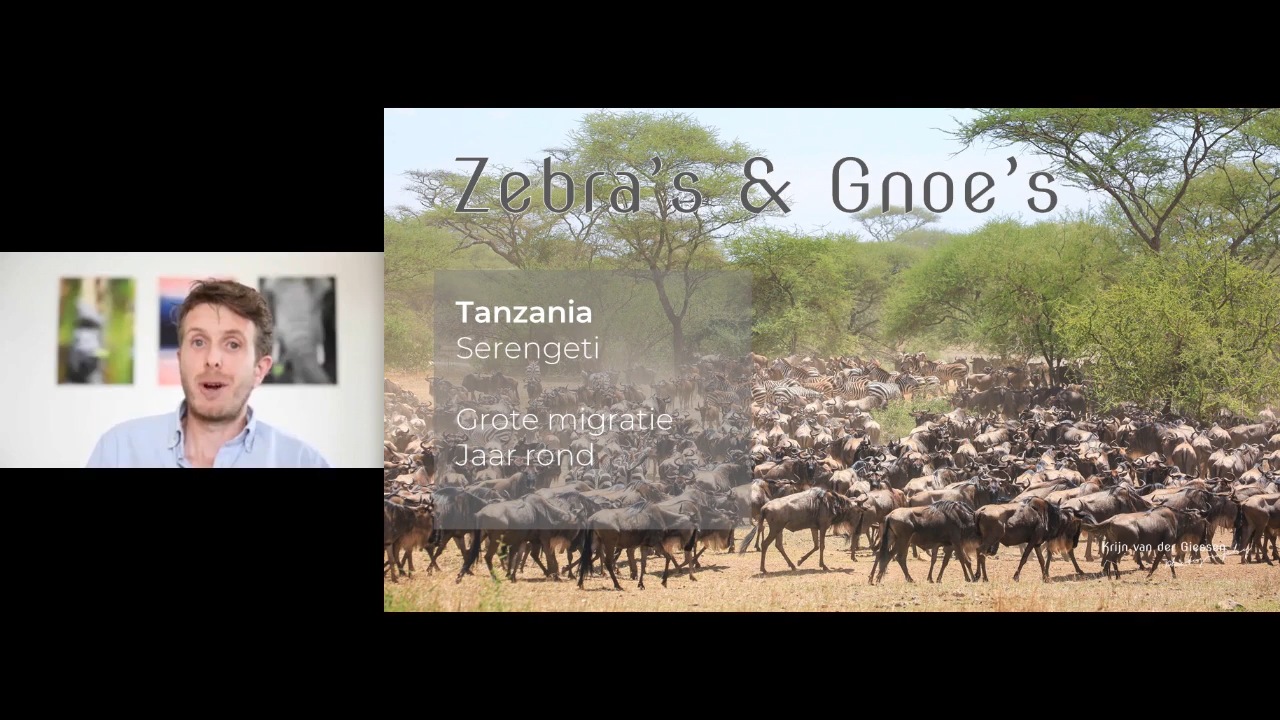 Zebra's & Gnoe's
Tanzania
Serengeti
Grote migratie
Jaar rond
Krijn van der Giessen